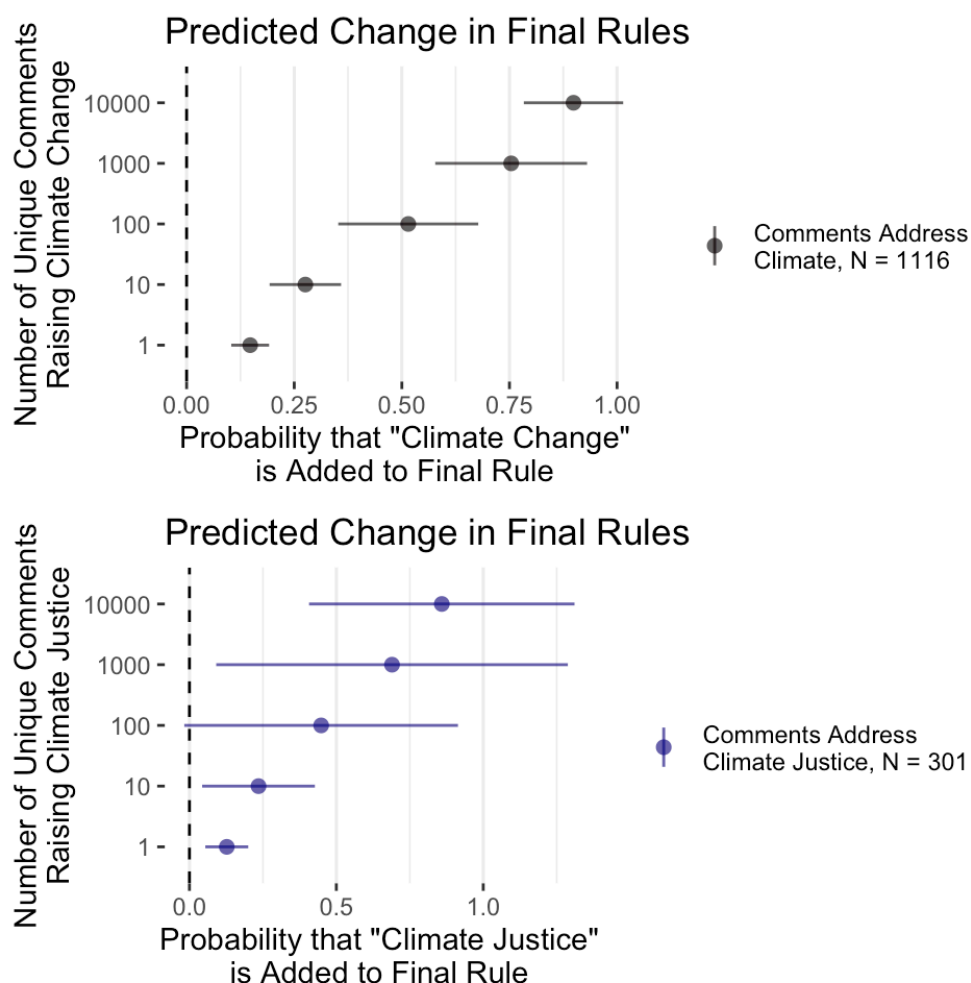 Predicted Change in Final Rules
Number of Unique Comments
Raising Climate Change
10000
1000
100
10
1
0.00 0.25 0.50 0.75 1.00
Probability that "Climate Change"
is Added to Final Rule
Comments Address
Climate, N = 1116
Predicted Change in Final Rules
Number of Unique Comments
Raising Climate Justice
10000
1000
100
10
1
0.0 0.5 1.0
Probability that "Climate Justice"
is Added to Final Rule
Comments Address
Climate Justice, N = 301